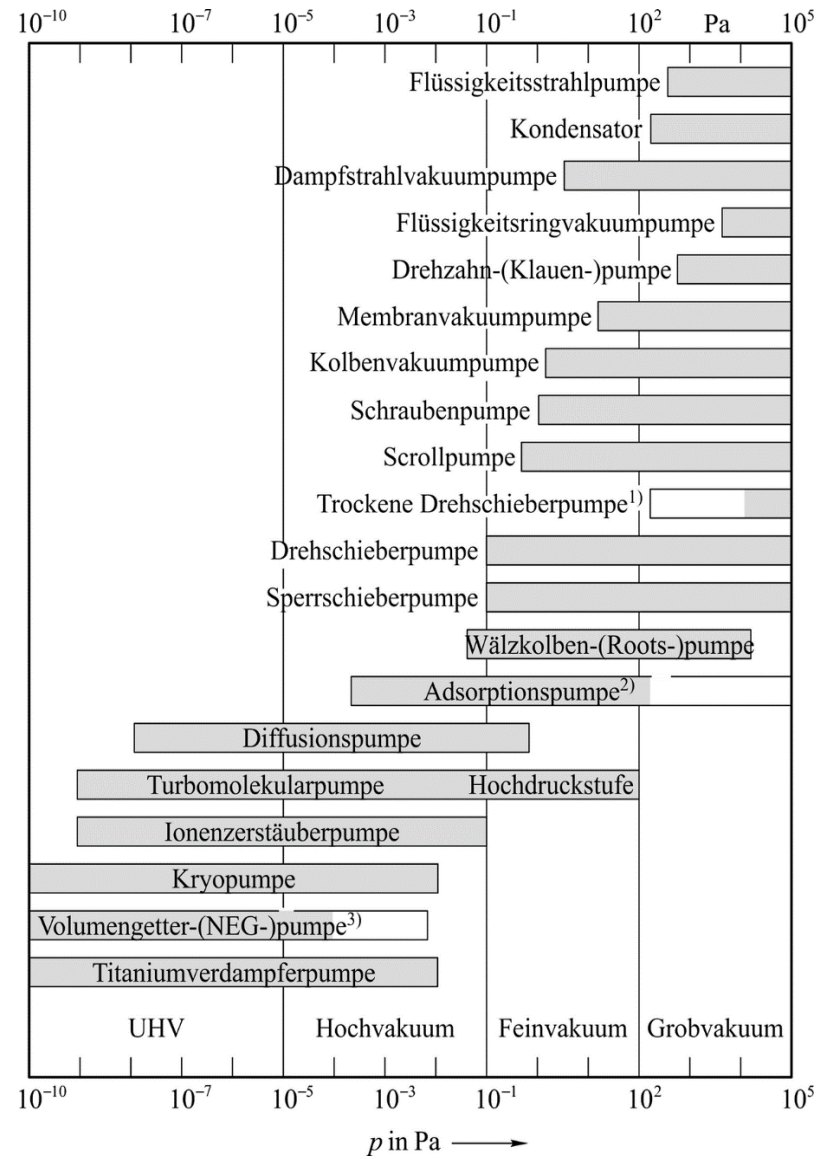 10⁻¹⁰ 10⁻⁷ 10⁻⁵ 10⁻³ 10⁻¹ 10² Pa 10⁵
Flüssigkeitsstrahlpumpe
Kondensator
Dampfstrahlvakuumpumpe
Flüssigkeitsringvakuumpumpe
Drehzahn-(Klauen-)pumpe
Membranvakuumpumpe
Kolbenvakuumpumpe
Schraubenpumpe
Scrollpumpe
Trockene Drehschieberpumpe¹⁾
Drehschieberpumpe
Sperrschieberpumpe
Wälzkolben-(Roots-)pumpe
Adsorptionspumpe²⁾
Diffusionspumpe
Turbomolekularpumpe Hochdruckstufe
Ionenzerstäuberpumpe
Kryopumpe
Volumengetter-(NEG-)pumpe³⁾
Titaniumverdampferpumpe
UHV Hochvakuum Feinvakuum Grobvakuum
10⁻¹⁰ 10⁻⁷ 10⁻⁵ 10⁻³ 10⁻¹ 10² 10⁵
p in Pa